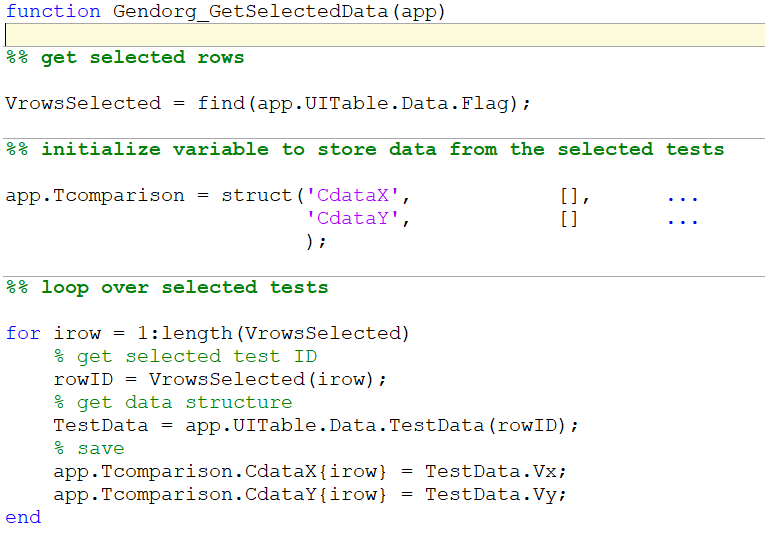 function Gendorg_GetSelectedData(app)
%% get selected rows
VrowsSelected = find(app.UITable.Data.Flag);
%% initialize variable to store data from the selected tests
app.Tcomparison = struct('CdataX', [], ...
'CdataY', [] ...
);
%% loop over selected tests
for irow = 1:length(VrowsSelected)
% get selected test ID
rowID = VrowsSelected(irow);
% get data structure
TestData = app.UITable.Data.TestData(rowID);
% save
app.Tcomparison.CdataX{irow} = TestData.Vx;
app.Tcomparison.CdataY{irow} = TestData.Vy;
end